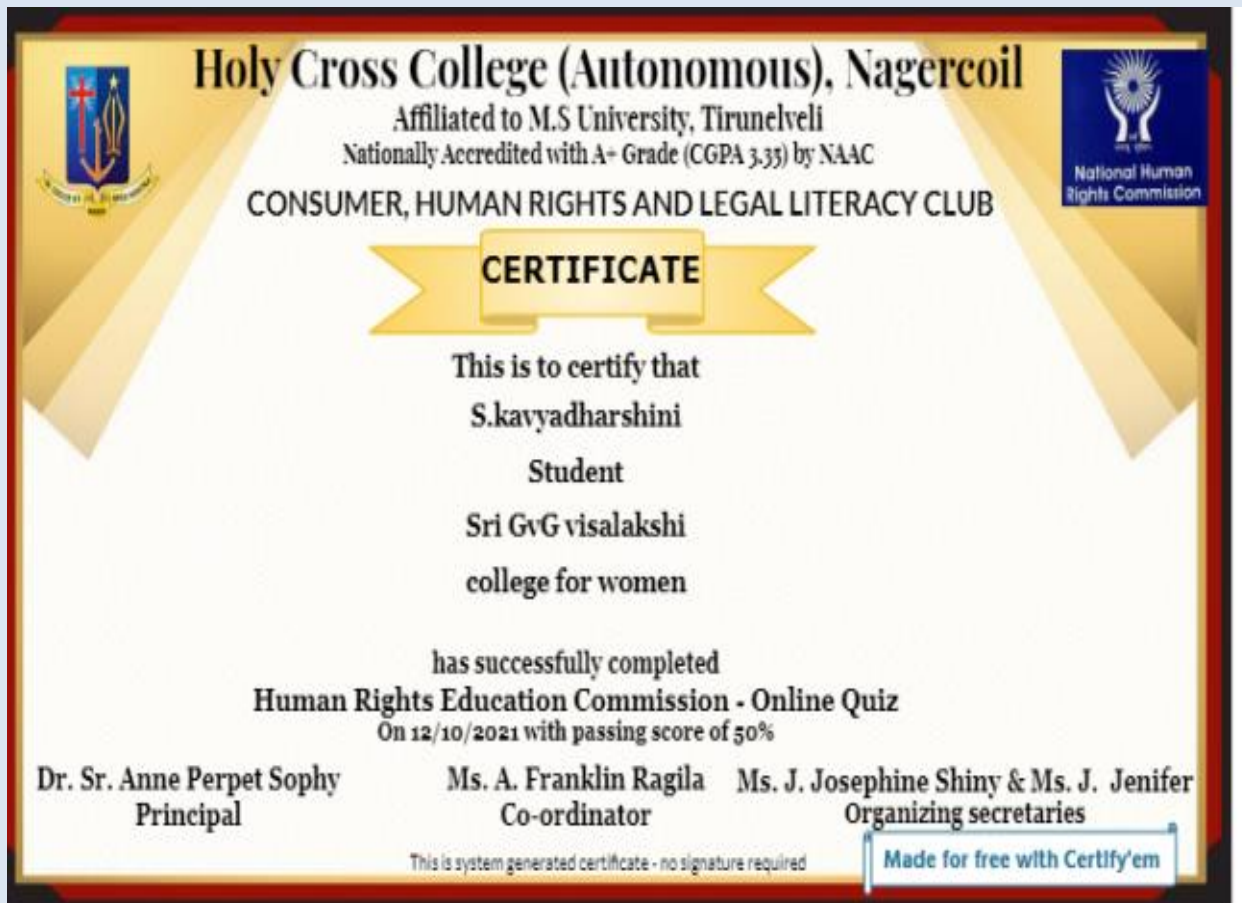 Holy Cross College (Autonomous), Nagercoil
Affiliated to M.S University, Tirunelveli
Nationally Accredited with A+ Grade (CGPA 3.35) by NAAC
National Human
Rights Commission
CONSUMER, HUMAN RIGHTS AND LEGAL LITERACY CLUB
CERTIFICATE
This is to certify that
S.kavyadharshini
Student
Sri GvG visalakshi
college for women
has successfully completed
Human Rights Education Commission - Online Quiz
On 12/10/2021 with passing score of 50%
Dr. Sr. Anne Perpet Sophy
Principal
Ms. A. Franklin Ragila
Co-ordinator
Ms. J. Josephine Shiny & Ms. J. Jenifer
Organizing secretaries
This is system generated certificate - no signature required
Made for free with Certify'em